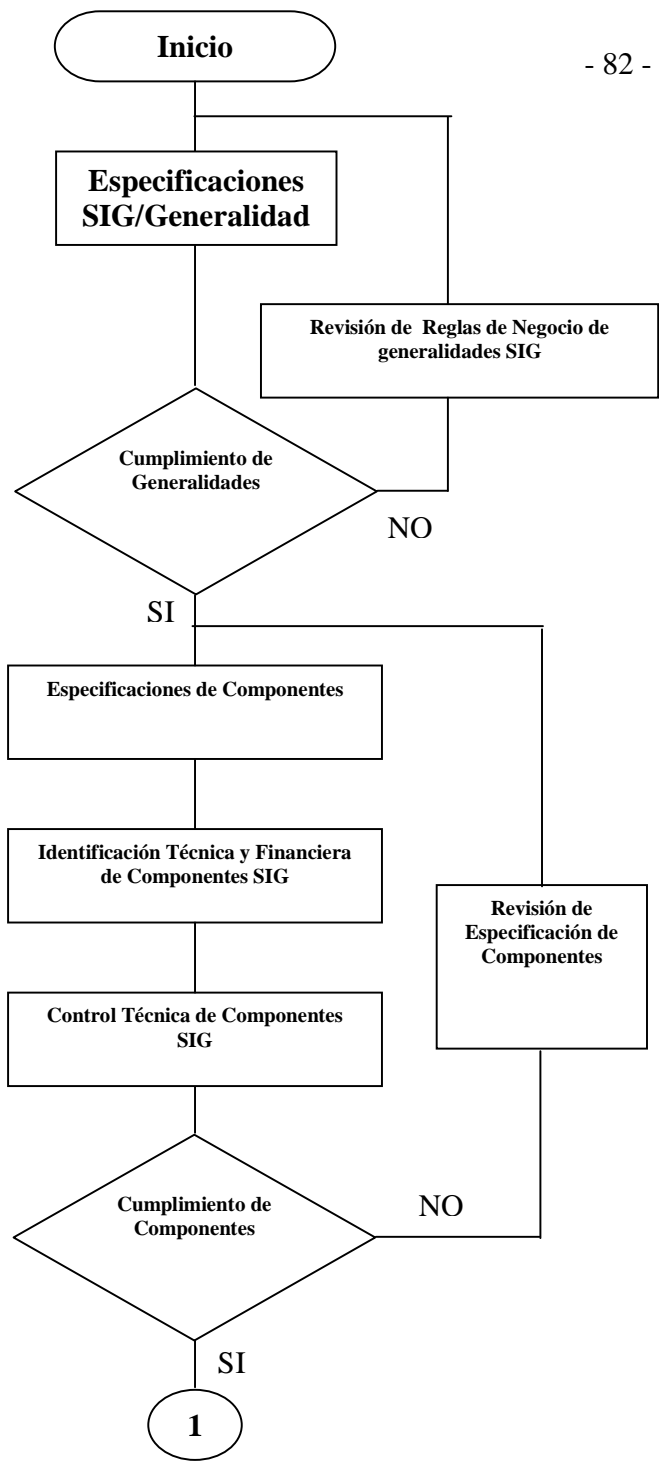 Inicio
- 82 -
Especificaciones
SIG/Generalidad
Revisión de Reglas de Negocio de
generalidades SIG
Cumplimiento de
Generalidades
NO
SI
Especificaciones de Componentes
Identificación Técnica y Financiera
de Componentes SIG
Revisión de
Especificación de
Componentes
Control Técnica de Componentes
SIG
Cumplimiento de
Componentes
NO
SI
1